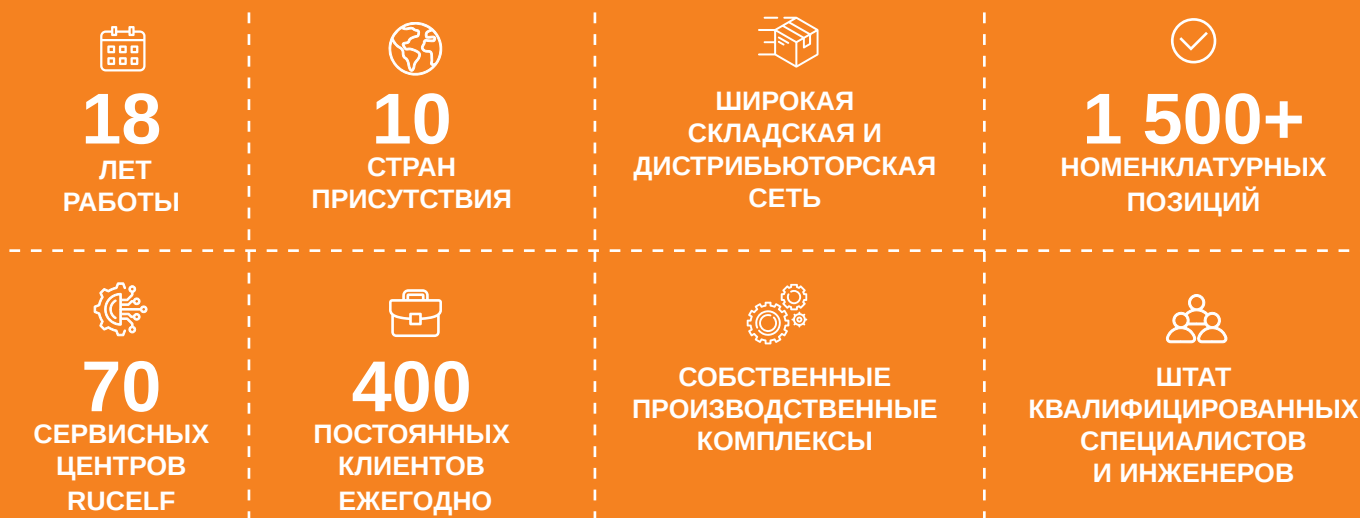 18
ЛЕТ
РАБОТЫ
10
СТРАН
ПРИСУТСТВИЯ
ШИРОКАЯ
СКЛАДСКАЯ И
ДИСТРИБЬЮТОРСКАЯ
СЕТЬ
1 500+
НОМЕНКЛАТУРНЫХ
ПОЗИЦИЙ
70
СЕРВИСНЫХ
ЦЕНТРОВ
RUCELF
400
ПОСТОЯННЫХ
КЛИЕНТОВ
ЕЖЕГОДНО
СОБСТВЕННЫЕ
ПРОИЗВОДСТВЕННЫЕ
КОМПЛЕКСЫ
ШТАТ
КВАЛИФИЦИРОВАННЫХ
СПЕЦИАЛИСТОВ
И ИНЖЕНЕРОВ